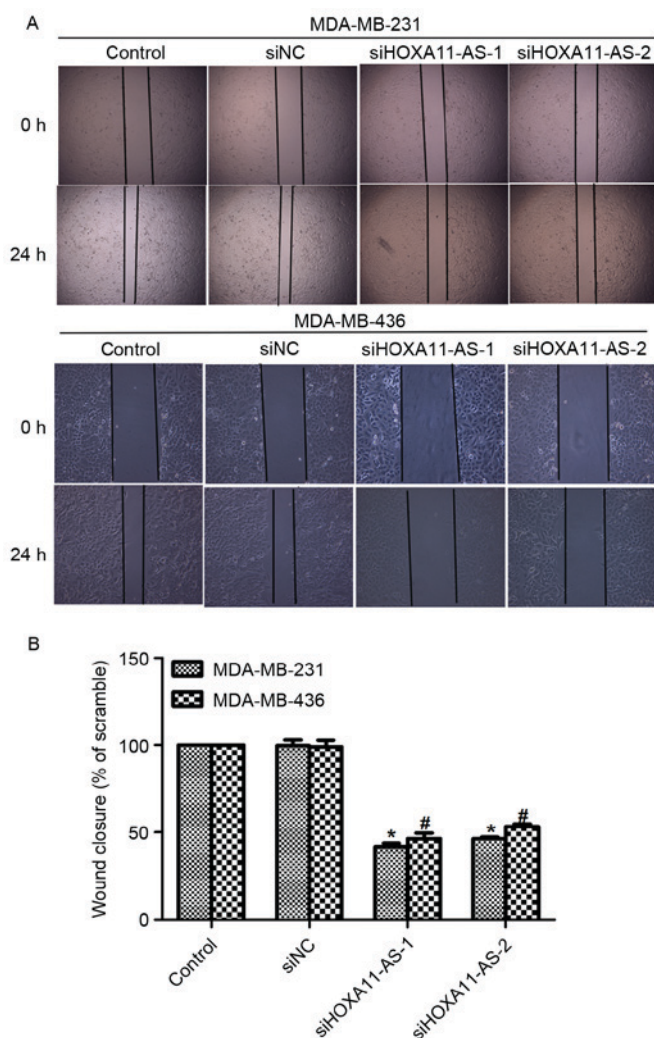 A
MDA-MB-231
Control siNC siHOXA11-AS-1 siHOXA11-AS-2
0 h
24 h
MDA-MB-436
Control siNC siHOXA11-AS-1 siHOXA11-AS-2
0 h
24 h
B
Wound closure (% of scramble)
150
100
50
0
MDA-MB-231
MDA-MB-436
* # * #
Control siNC siHOXA11-AS-1 siHOXA11-AS-2